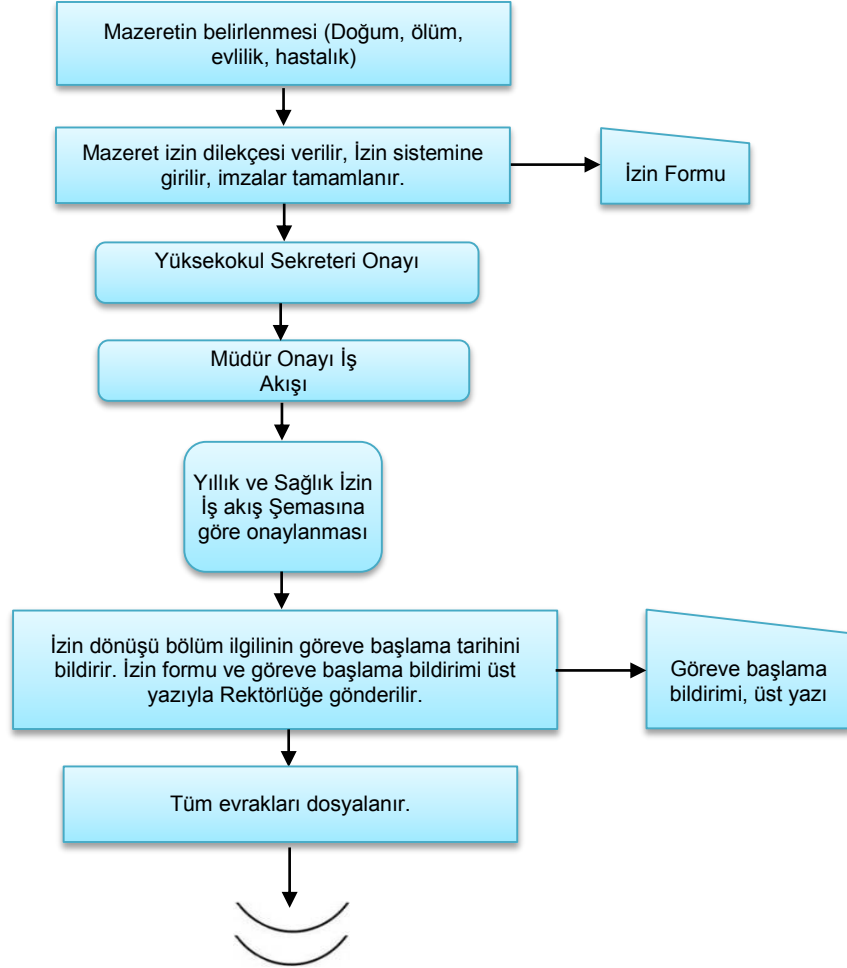 Mazeretin belirlenmesi (Doğum, ölüm,
evlilik, hastalık)
Mazeret izin dilekçesi verilir, İzin sistemine
girilir, imzalar tamamlanır.
İzin Formu
Yüksekokul Sekreteri Onayı
Müdür Onayı İş
Akışı
Yıllık ve Sağlık İzin
İş akış Şemasına
göre onaylanması
İzin dönüşü bölüm ilgilinin göreve başlama tarihini
bildirir. İzin formu ve göreve başlama bildirimi üst
yazıyla Rektörlüğe gönderilir.
Göreve başlama
bildirimi, üst yazı
Tüm evrakları dosyalanır.